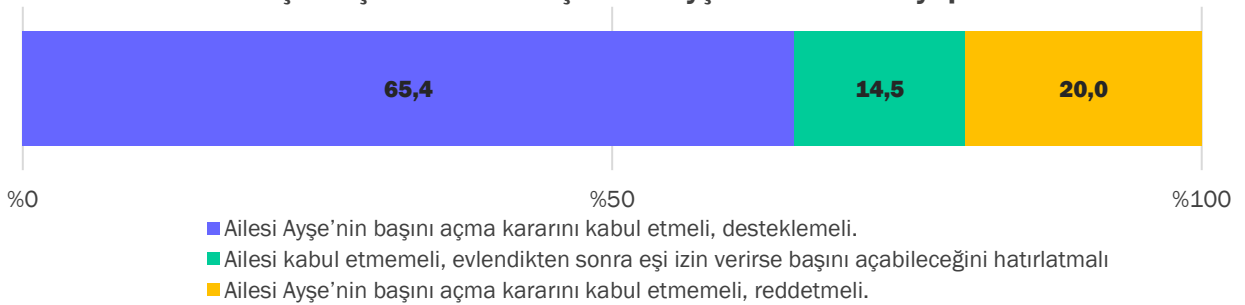 65,4 14,5 20,0
%0 %50 %100
Ailesi Ayşe’nin başını açma kararını kabul etmeli, desteklemeli.
Ailesi kabul etmemeli, evlendikten sonra eşi izin verirse başını açabileceğini hatırlatmalı
Ailesi Ayşe’nin başını açma kararını kabul etmemeli, reddetmeli.